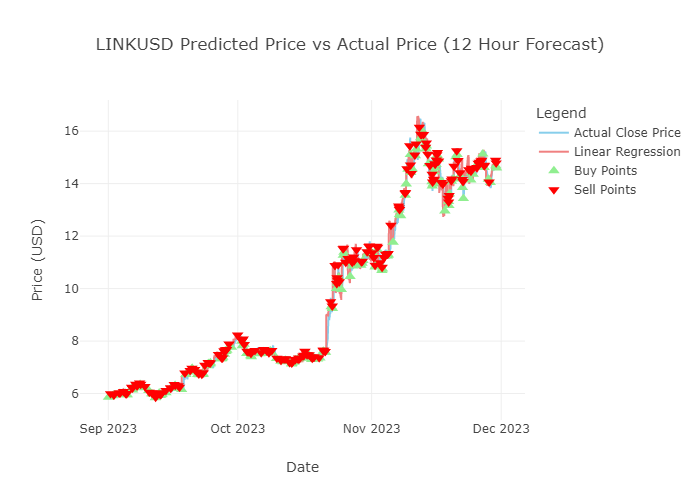 LINKUSD Predicted Price vs Actual Price (12 Hour Forecast)
Legend
Actual Close Price
Linear Regression
Buy Points
Sell Points
Price (USD)
16
14
12
10
8
6
Sep 2023
Oct 2023
Nov 2023
Dec 2023
Date